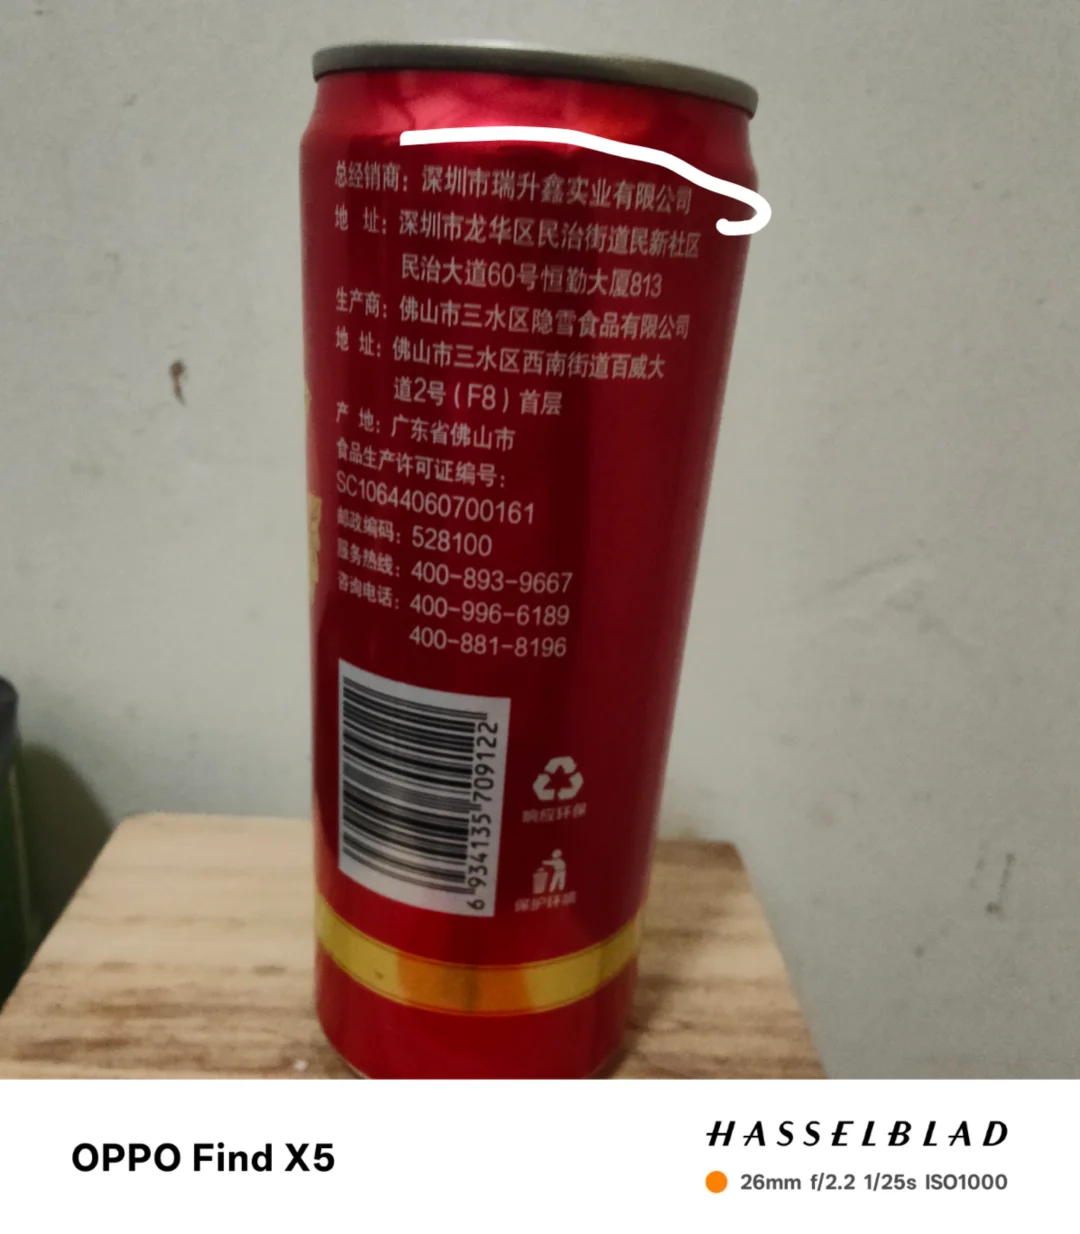 总经销商：深圳市瑞升鑫实业有限公司
地 址：深圳市龙华区民治街道民新社区
民治大道60号恒勤大厦813
生产商：佛山市三水区隐雪食品有限公司
地 址：佛山市三水区西南街道百威大
道2号（F8）首层
产 地：广东省佛山市
食品生产许可证编号：
SC10644060700161
邮政编码：528100
服务热线：400-893-9667
咨询电话：400-996-6189
400-881-8196
6 934135 709122
响应环保
保护环境
OPPO Find X5
HASSELBLAD
26mm f/2.2 1/25s ISO1000